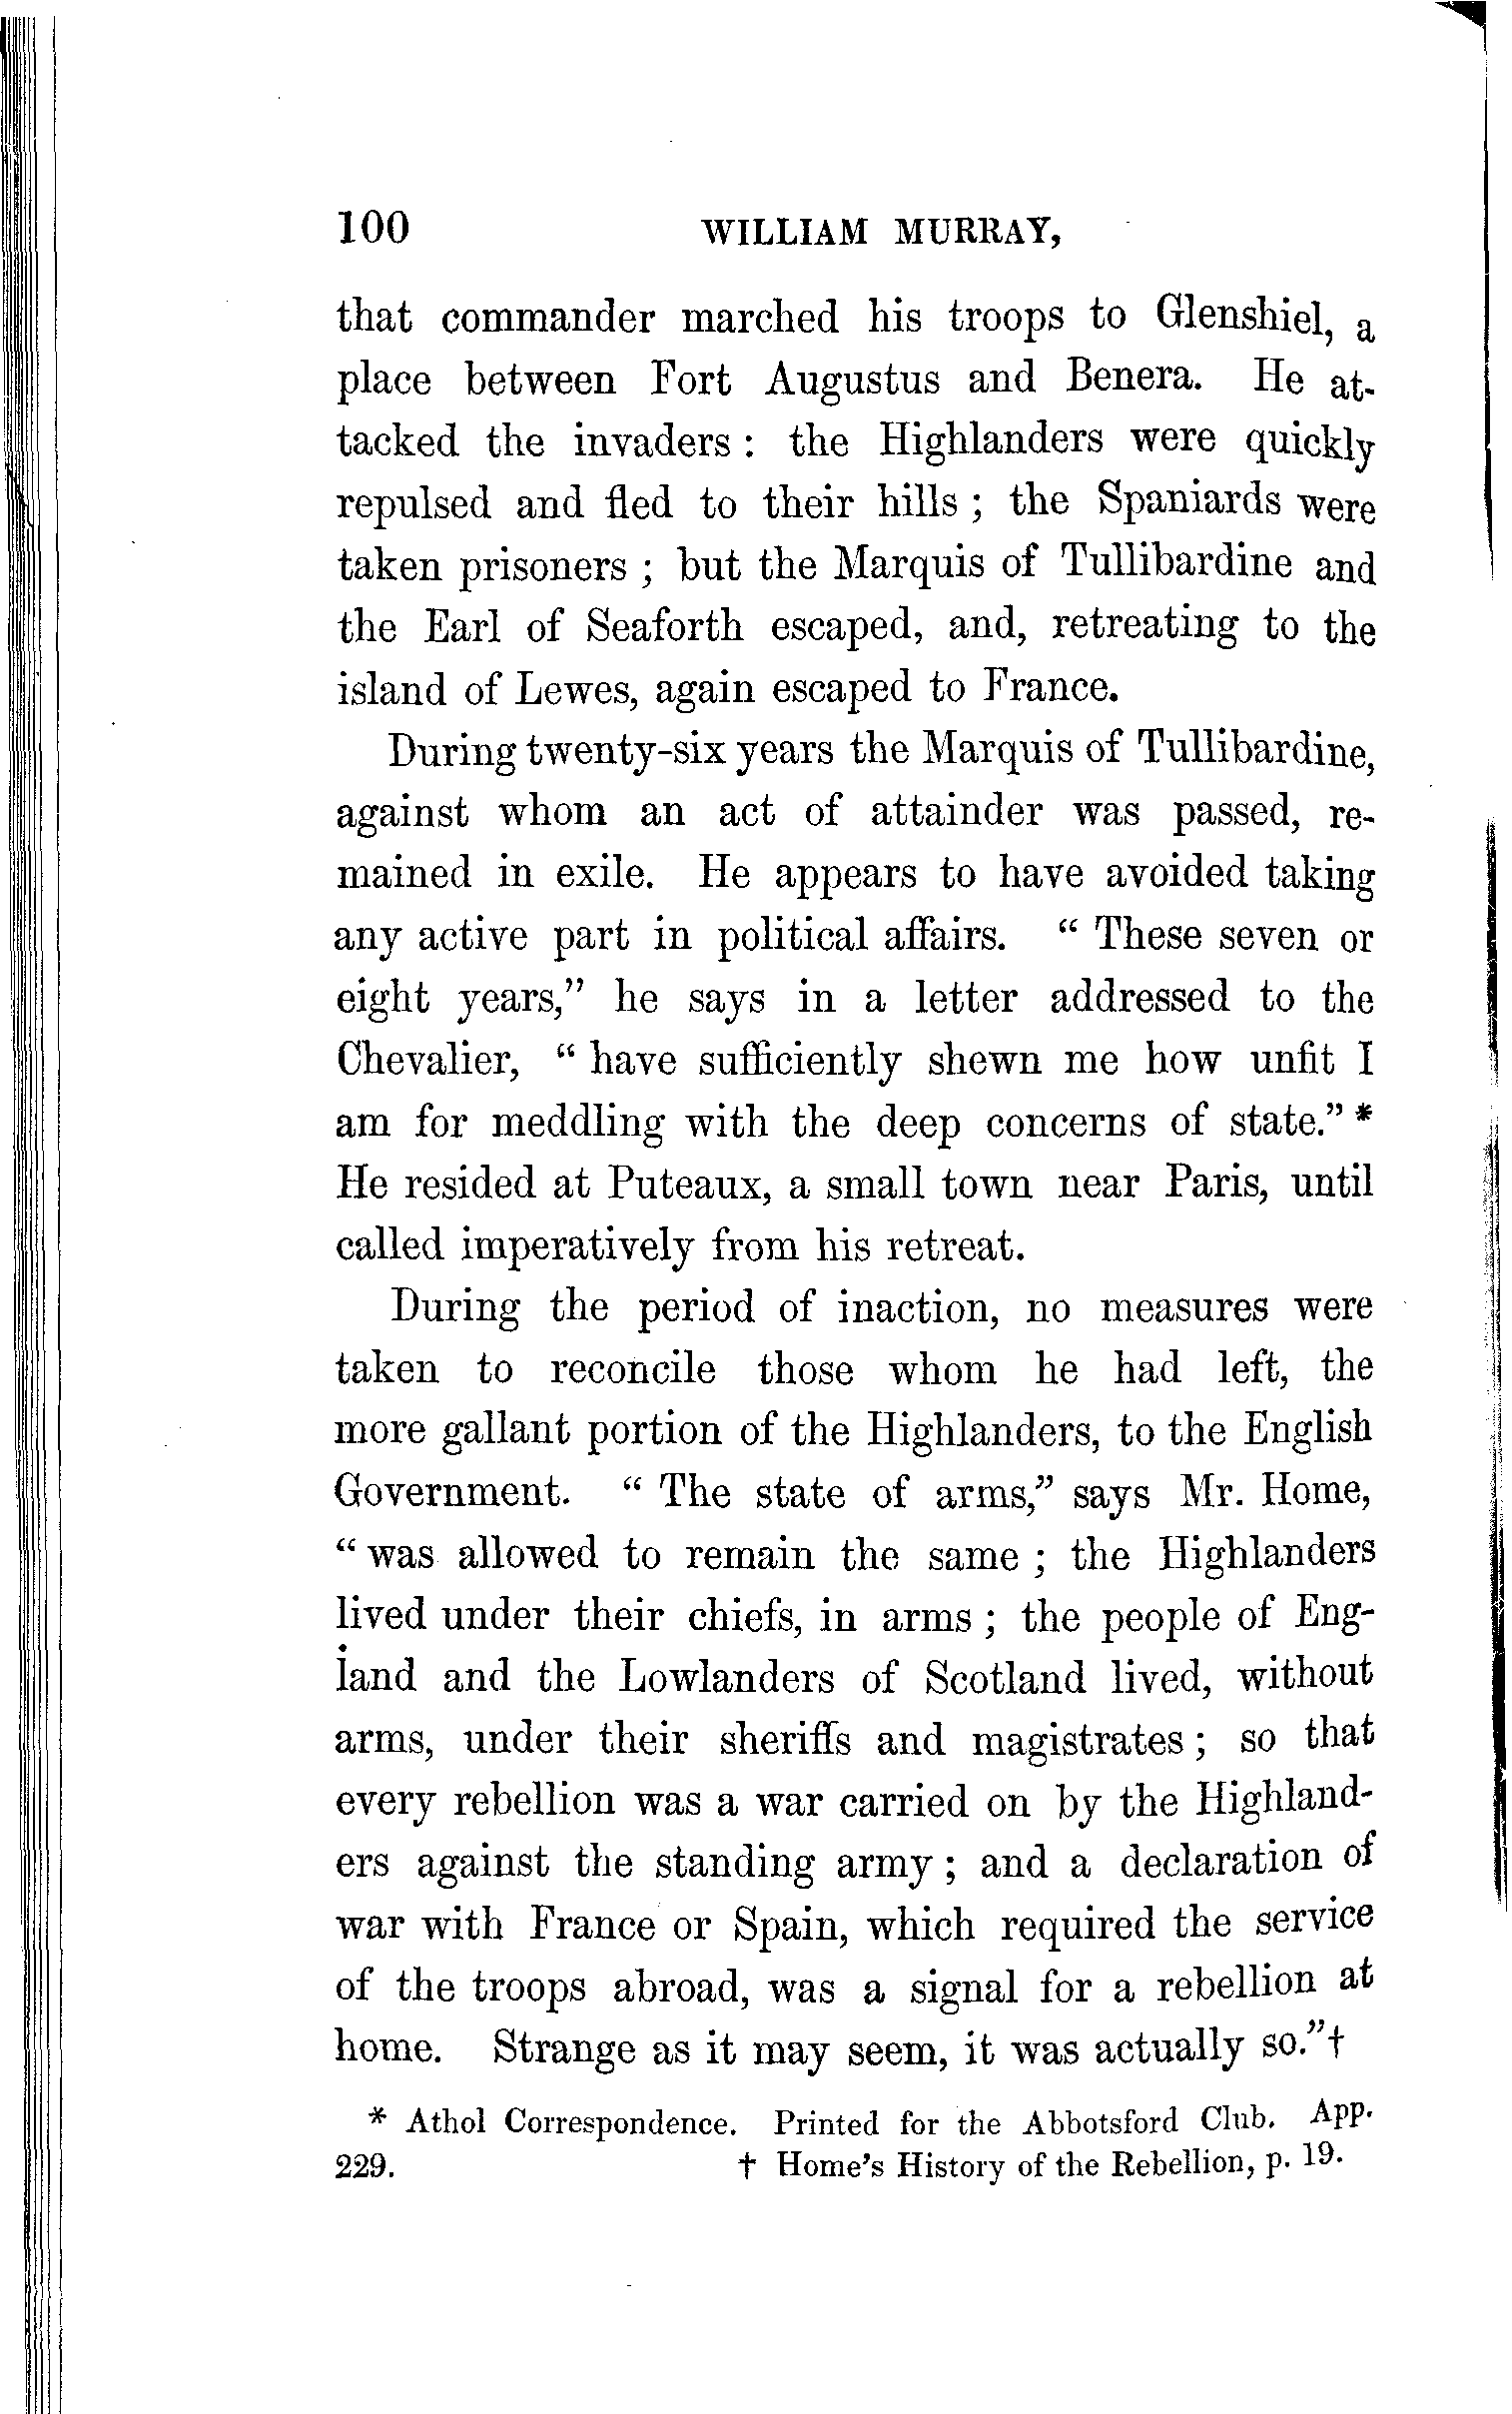 100 WILLIAM MURRAY,
that commander marched his troops to Glenshiel, a
place between Fort Augustus and Benera. He at-
tacked the invaders : the Highlanders were quickly
repulsed and fled to their hills ; the Spaniards were
taken prisoners ; but the Marquis of Tullibardine and
the Earl of Seaforth escaped, and, retreating to the
island of Lewes, again escaped to France.
During twenty-six years the Marquis of Tullibardine,
against whom an act of attainder was passed, re-
mained in exile. He appears to have avoided taking
any active part in political affairs. “ These seven or
eight years,” he says in a letter addressed to the
Chevalier, “ have sufficiently shewn me how unfit I
am for meddling with the deep concerns of state.” *
He resided at Puteaux, a small town near Paris, until
called imperatively from his retreat.
During the period of inaction, no measures were
taken to reconcile those whom he had left, the
more gallant portion of the Highlanders, to the English
Government. “ The state of arms,” says Mr. Home,
“ was allowed to remain the same ; the Highlanders
lived under their chiefs, in arms ; the people of Eng-
land and the Lowlanders of Scotland lived, without
arms, under their sheriffs and magistrates ; so that
every rebellion was a war carried on by the Highland-
ers against the standing army ; and a declaration of
war with France or Spain, which required the service
of the troops abroad, was a signal for a rebellion at
home. Strange as it may seem, it was actually so.”†
* Athol Correspondence. Printed for the Abbotsford Club. App.
229. † Home’s History of the Rebellion, p. 19.